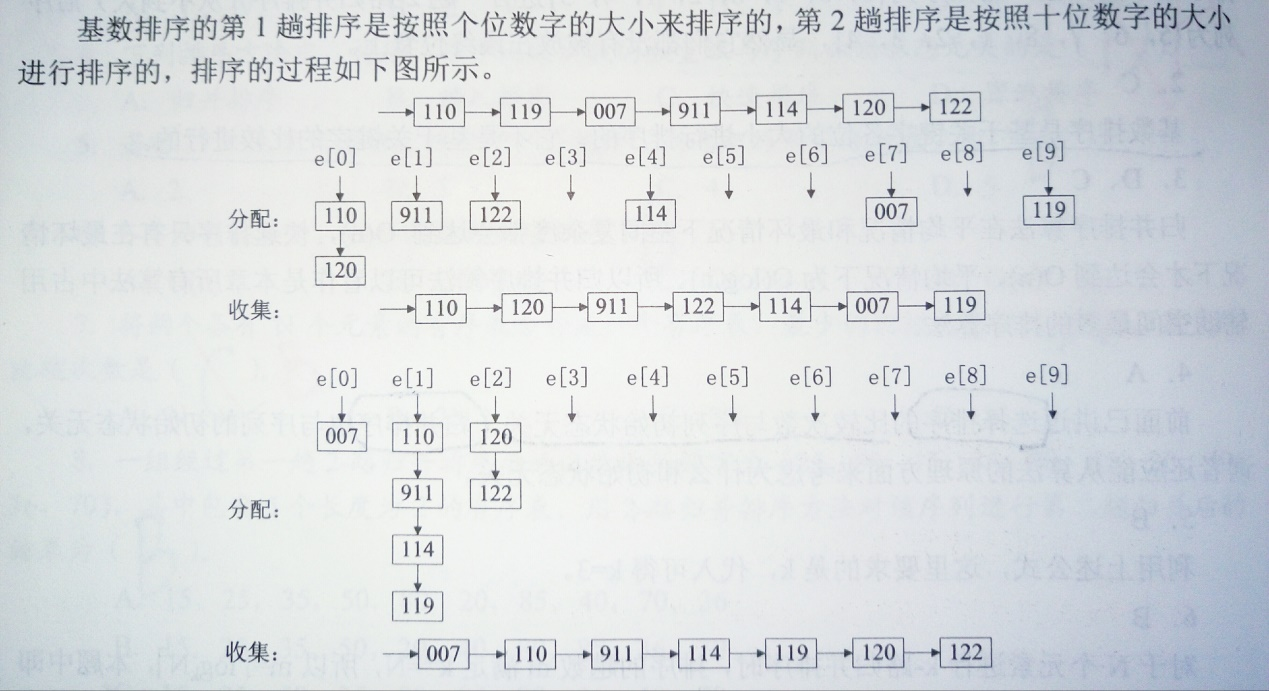 基数排序的第 1 趟排序是按照个位数字的大小来排序的，第 2 趟排序是按照十位数字的大小
进行排序的，排序的过程如下图所示。
110 119 007 911 114 120 122
e[0] e[1] e[2] e[3] e[4] e[5] e[6] e[7] e[8] e[9]
分配： 110 911 122 114 007 119
120
收集： 110 120 911 122 114 007 119
e[0] e[1] e[2] e[3] e[4] e[5] e[6] e[7] e[8] e[9]
007 110 120
911 122
分配：
114
119
收集： 007 110 911 114 119 120 122